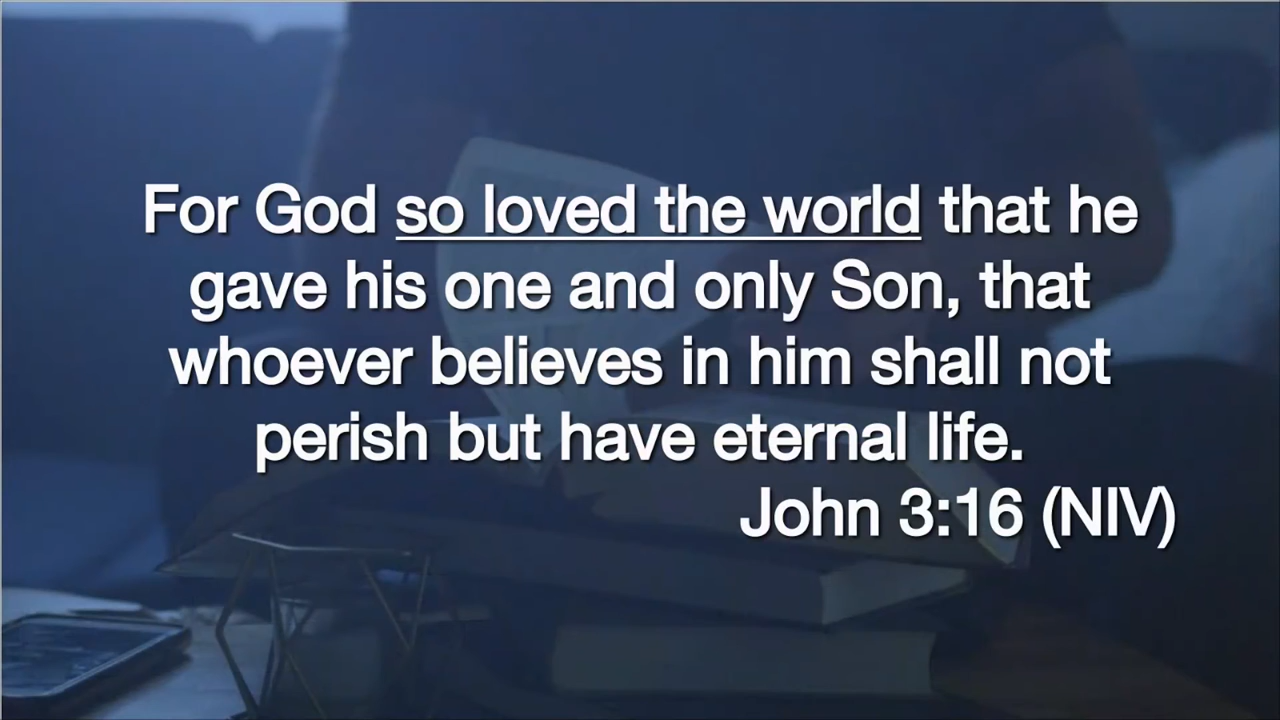 For God so loved the world that he
gave his one and only Son, that
whoever believes in him shall not
perish but have eternal life.
John 3:16 (NIV)